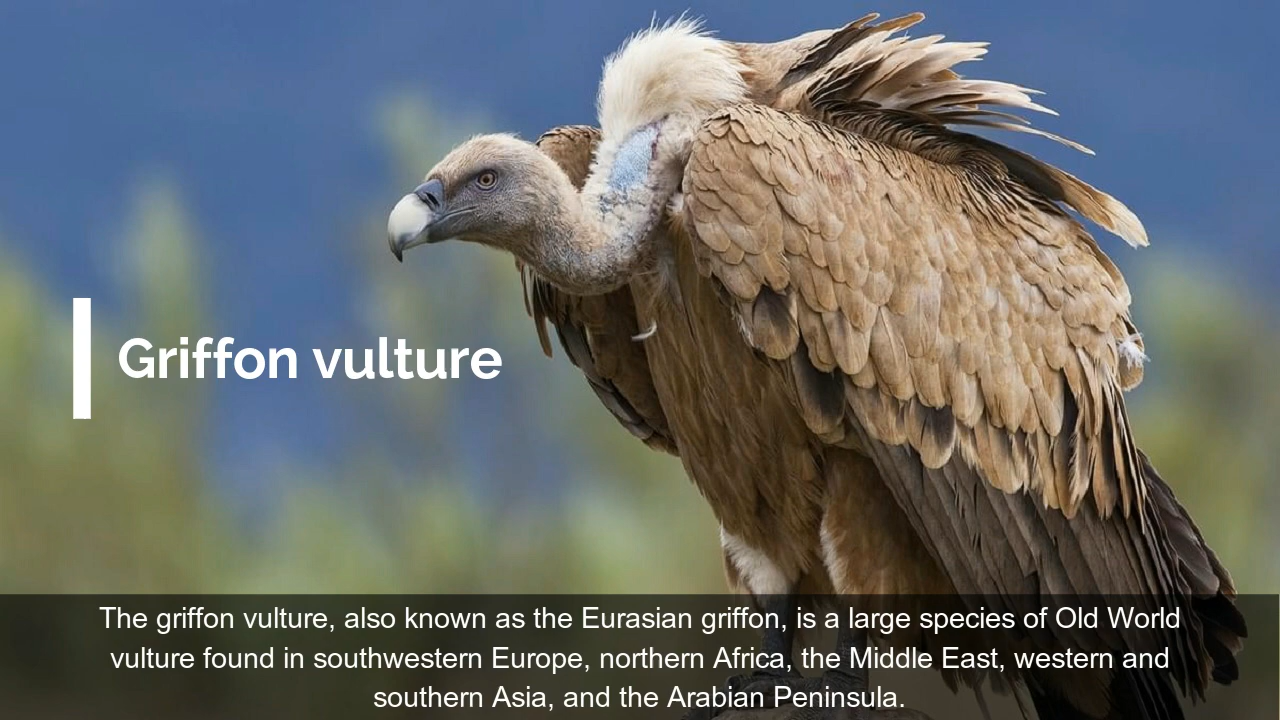 Griffon vulture
The griffon vulture, also known as the Eurasian griffon, is a large species of Old World
vulture found in southwestern Europe, northern Africa, the Middle East, western and
southern Asia, and the Arabian Peninsula.